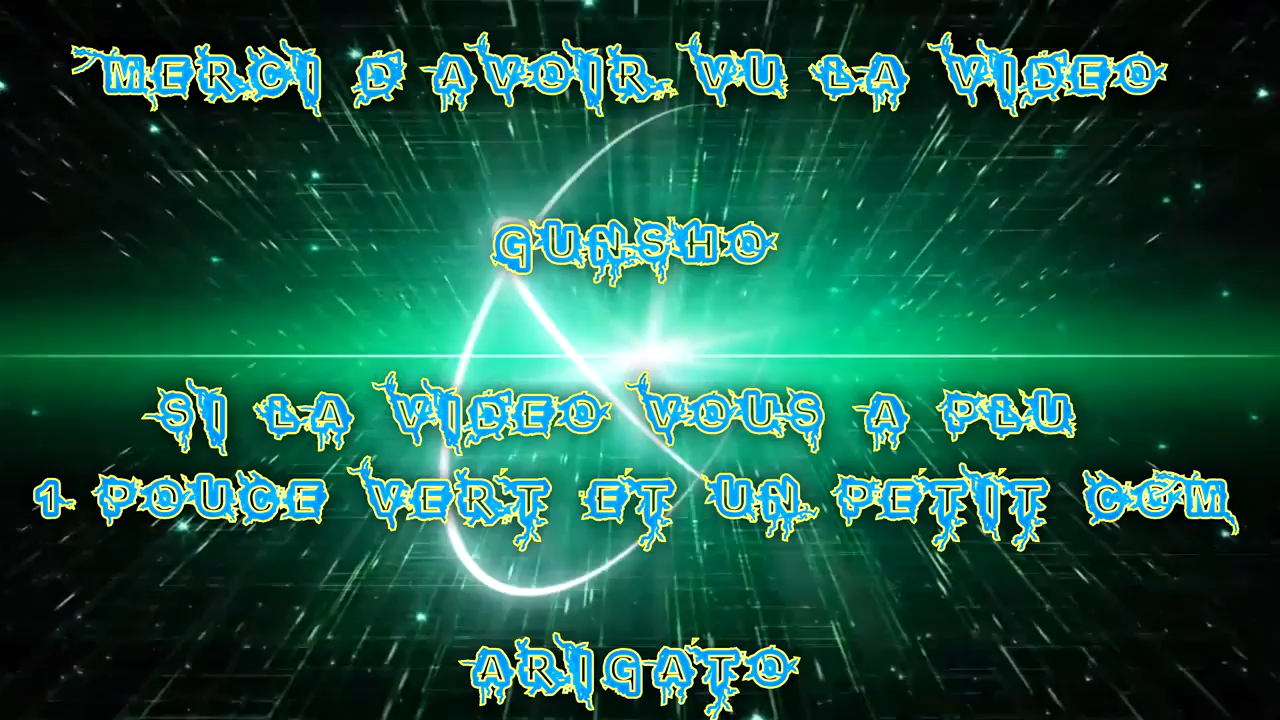 MERCI D AVOIR VU LA VIDEO
GUNSHO
SI LA VIDEO VOUS A PLU
1 POUCE VERT ET UN PETIT COM
ARIGATO